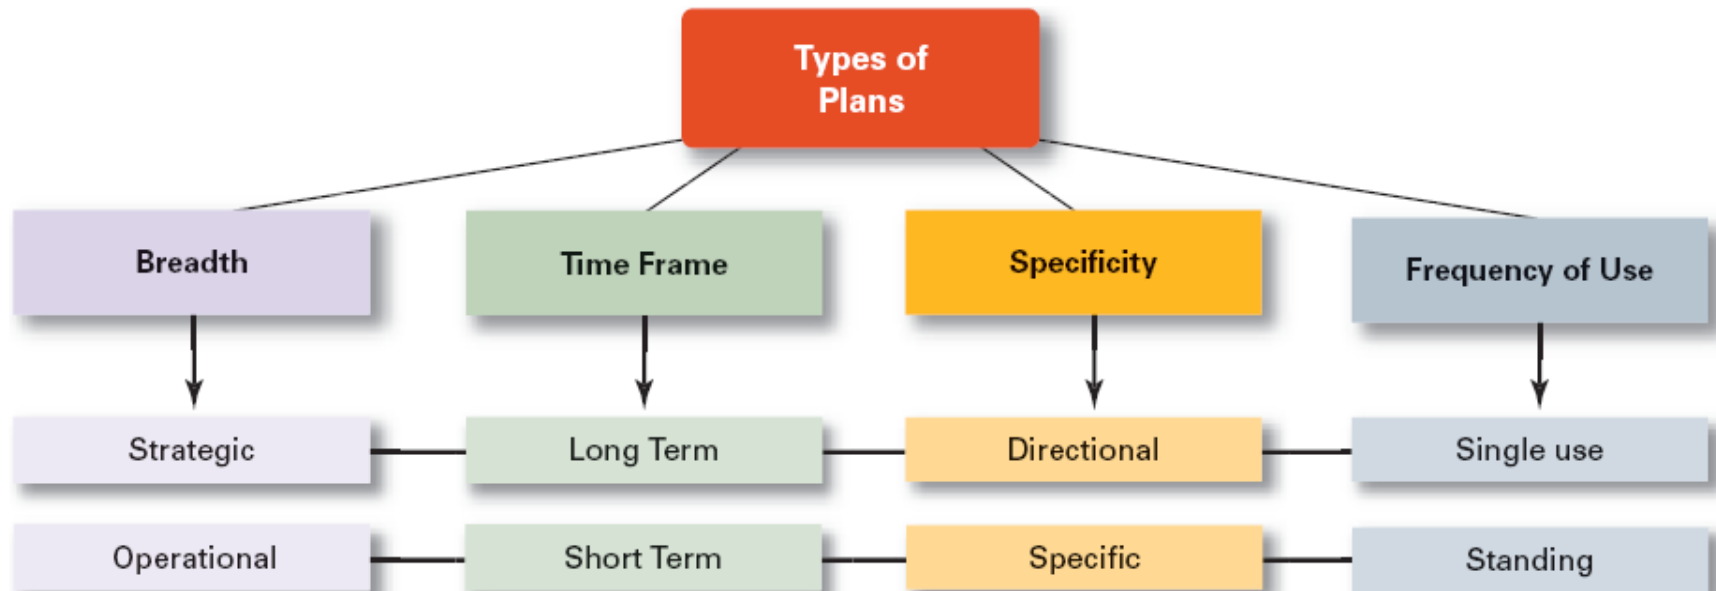 Types of
Plans
Breadth
Time Frame
Specificity
Frequency of Use
Strategic
Long Term
Directional
Single use
Operational
Short Term
Specific
Standing